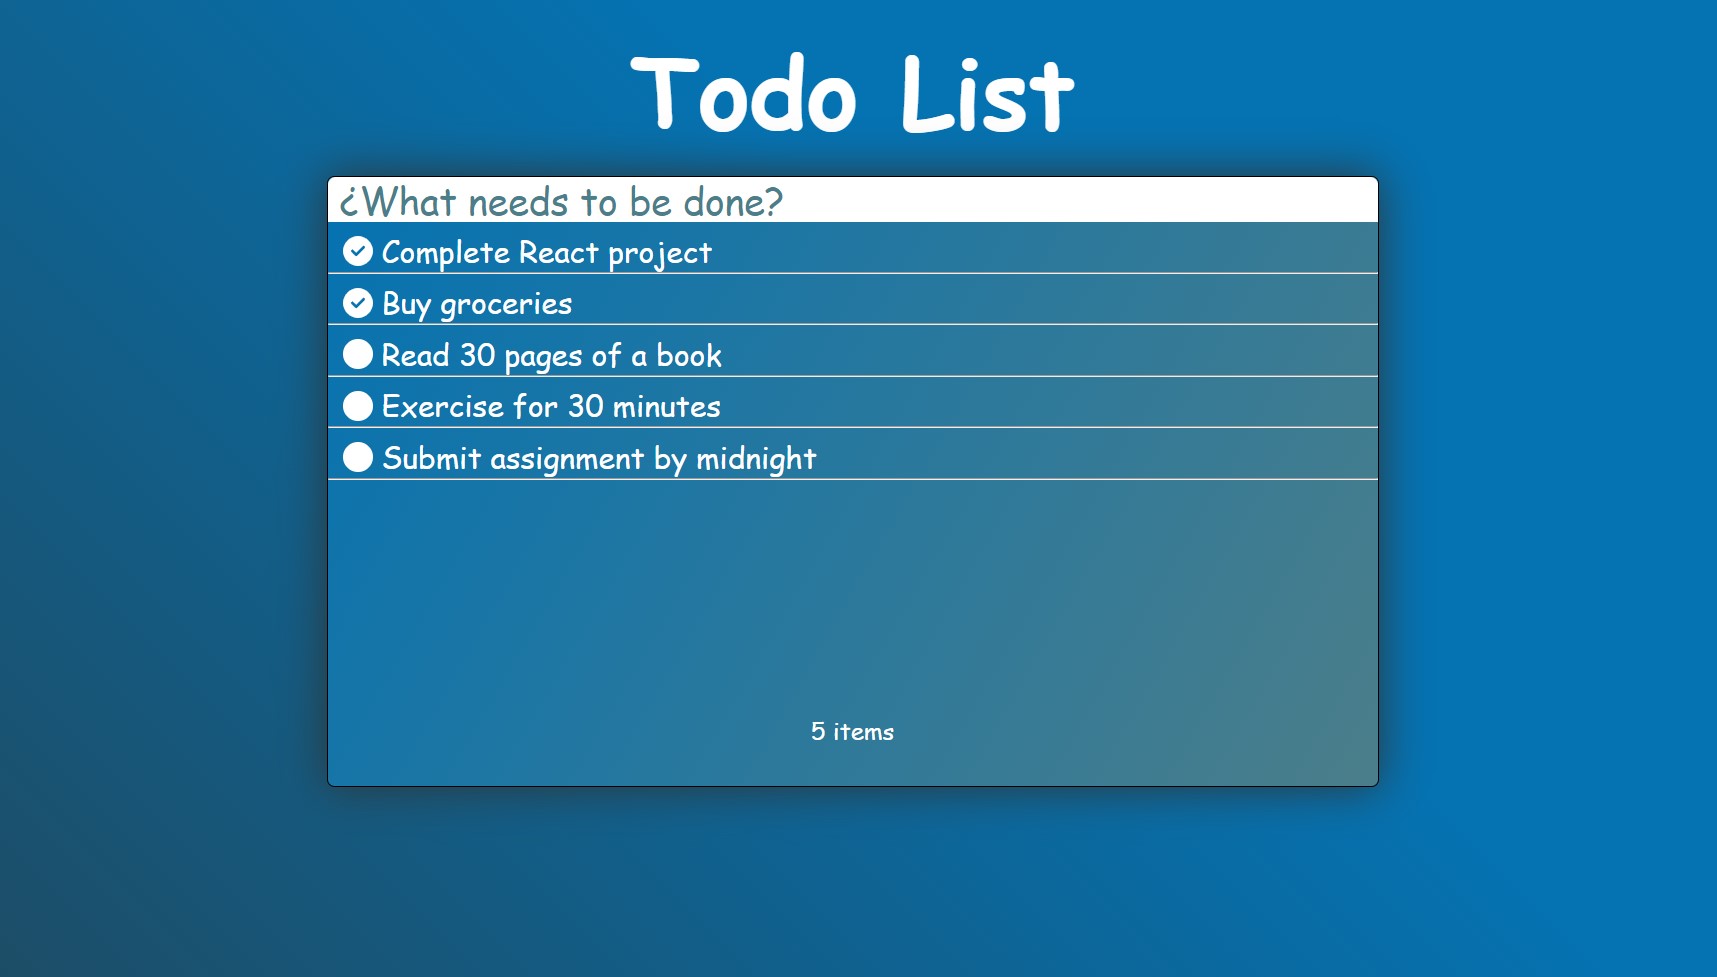 Todo List
¿What needs to be done?
Complete React project
Buy groceries
Read 30 pages of a book
Exercise for 30 minutes
Submit assignment by midnight
5 items